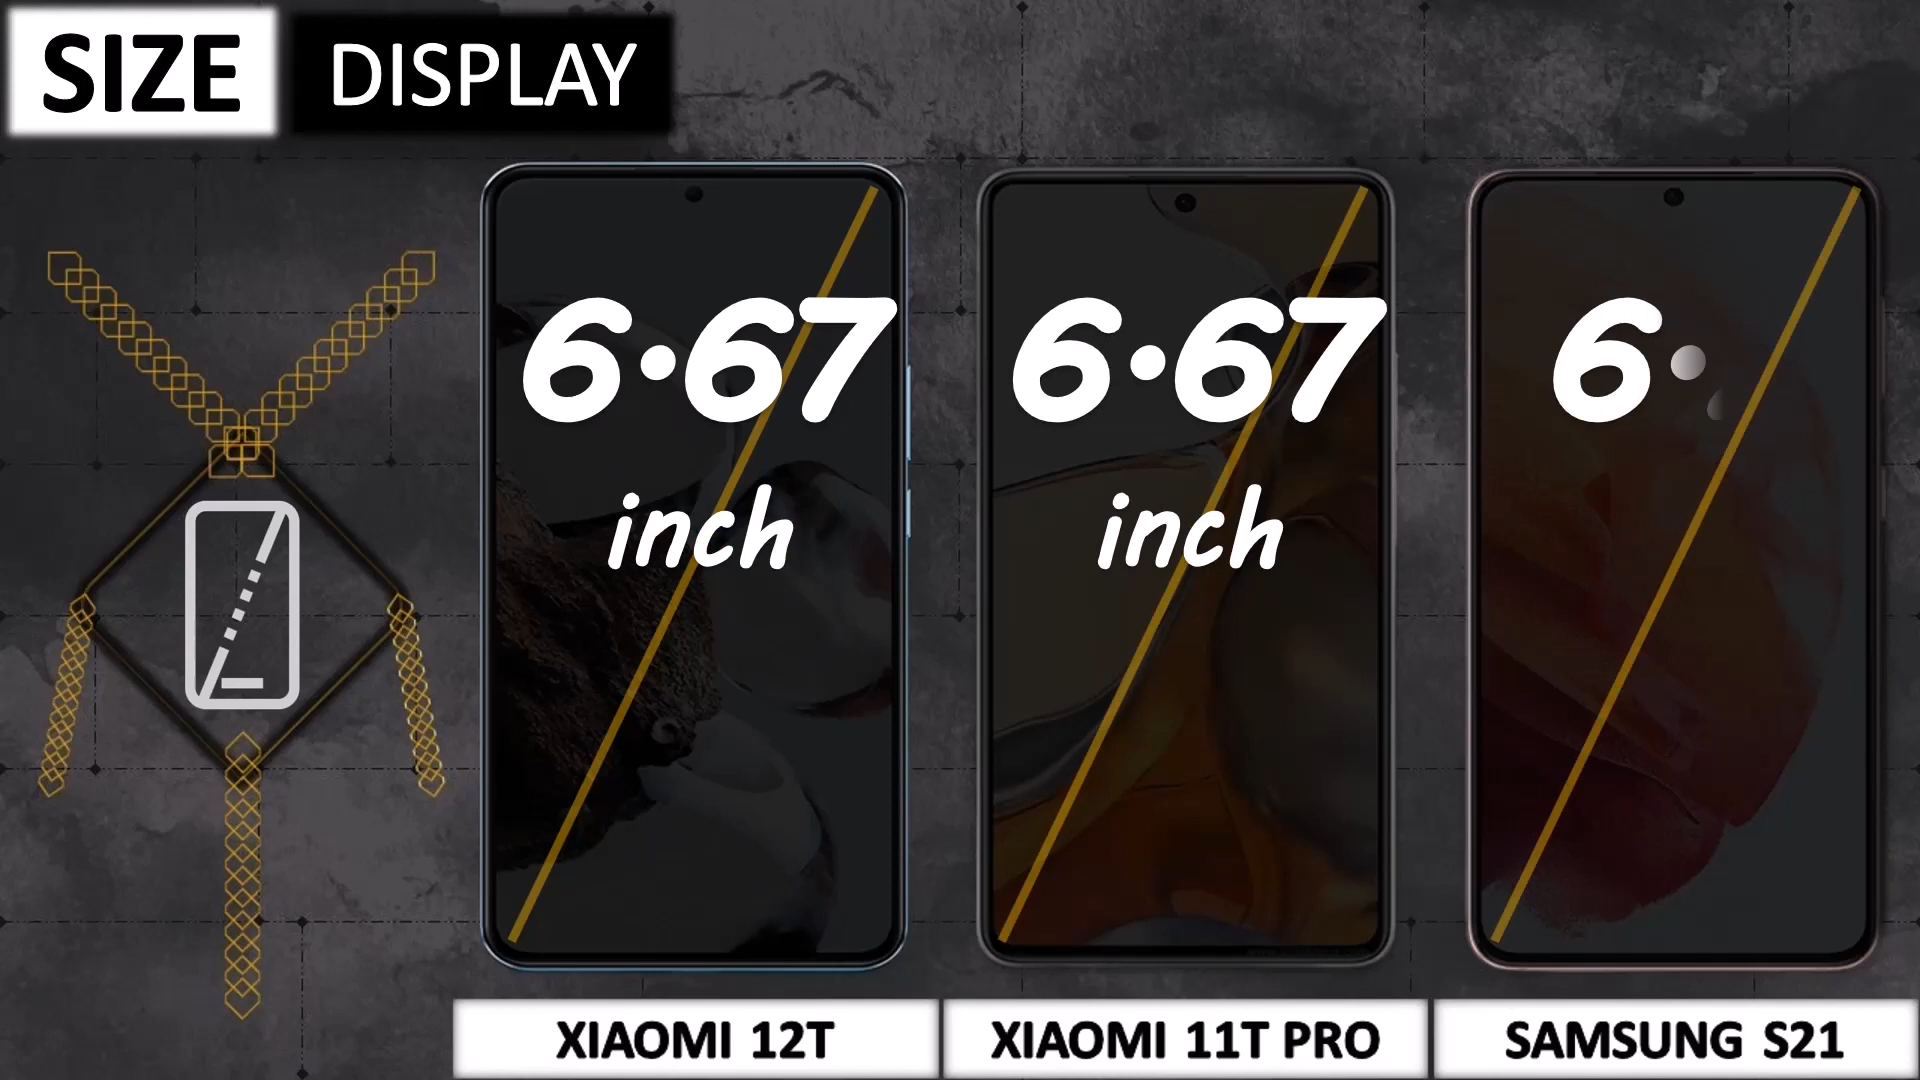 SIZE DISPLAY
6.67
inch
6.67
inch
6.
XIAOMI 12T
XIAOMI 11T PRO
SAMSUNG S21